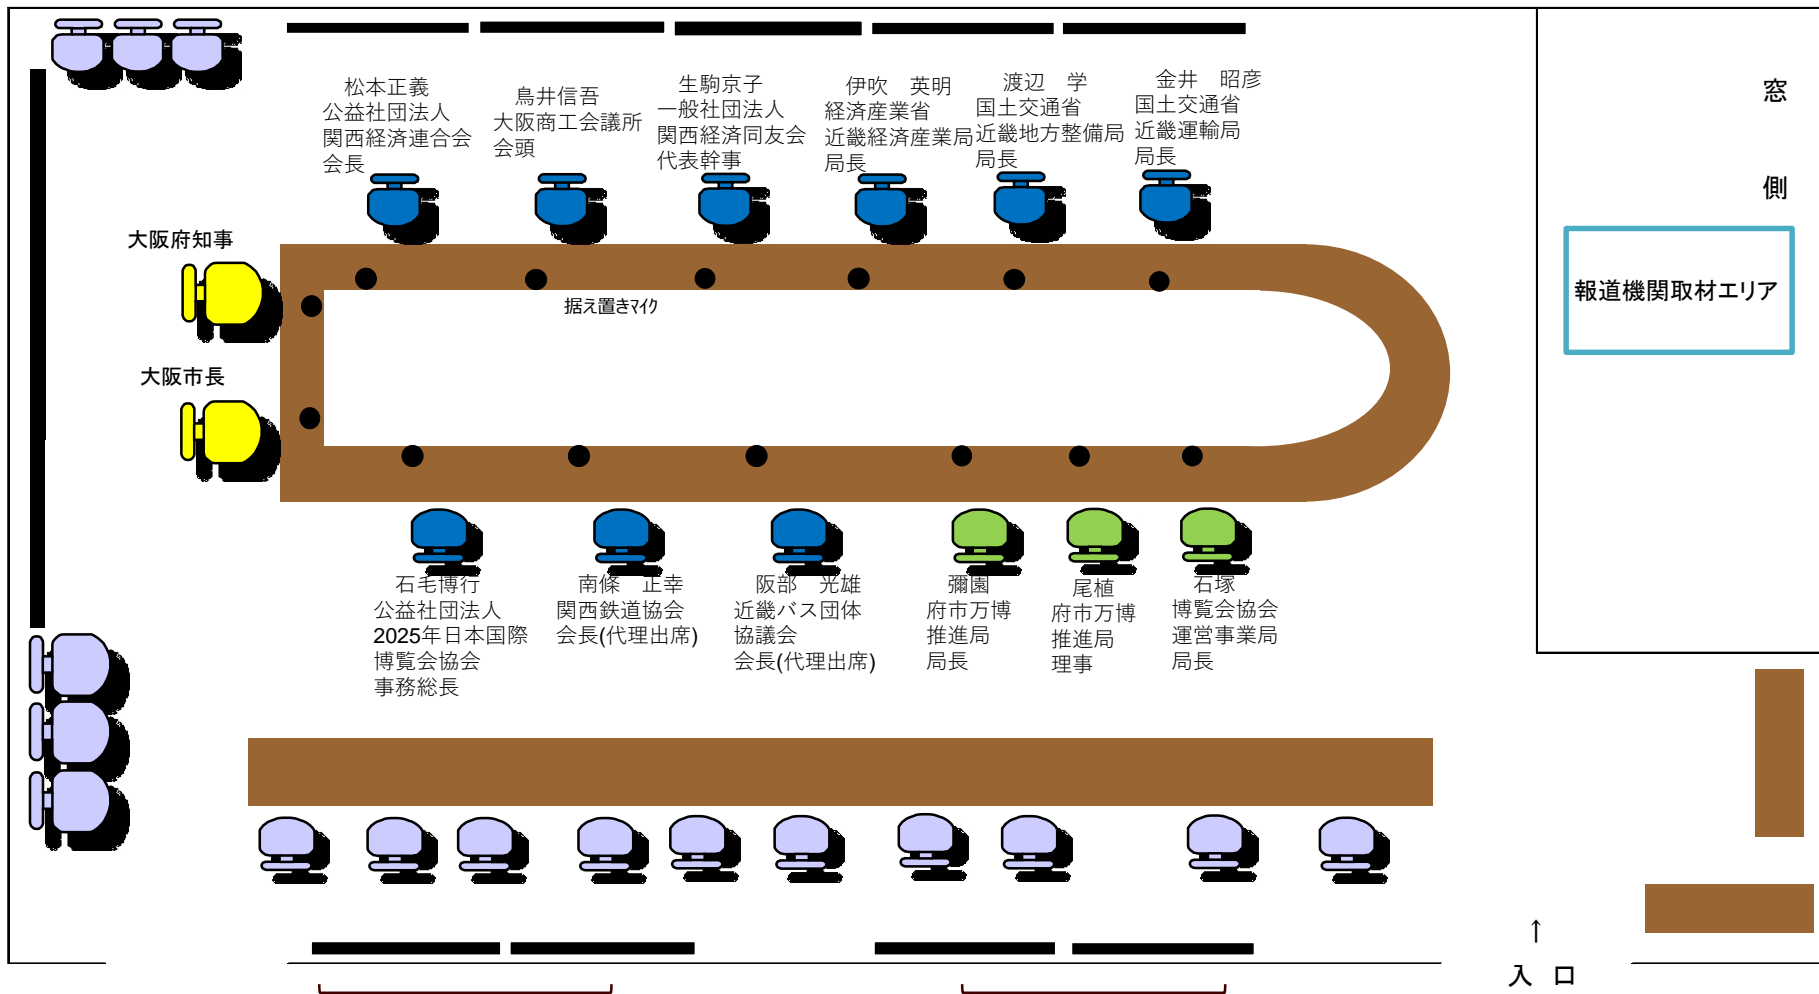 松本正義
公益社団法人
関西経済連合会
会長
鳥井信吾
大阪商工会議所
会頭
生駒京子
一般社団法人
関西経済同友会
代表幹事
伊吹　英明
経済産業省
近畿経済産業局
局長
渡辺　学
国土交通省
近畿地方整備局
局長
金井　昭彦
国土交通省
近畿運輸局
局長
窓
側
大阪府知事
報道機関取材エリア
据え置きマイク
大阪市長
石毛博行
公益社団法人
2025年日本国際
博覧会協会
事務総長
南條　正幸
関西鉄道協会
会長(代理出席)
阪部　光雄
近畿バス団体
協議会
会長(代理出席)
彌園
府市万博
推進局
局長
尾植
府市万博
推進局
理事
石塚
博覧会協会
運営事業局
局長
↑
入　口